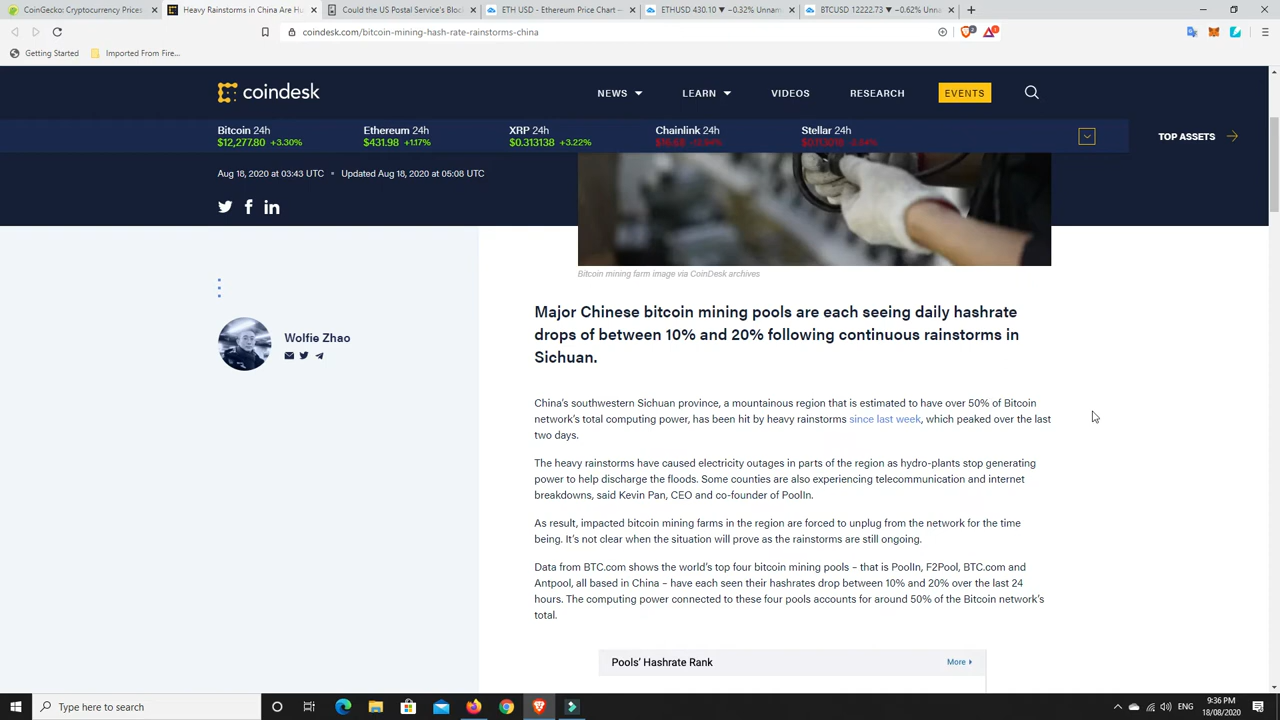 CoinGecko: Cryptocurrency Prices
Heavy Rainstorms in China Are Hu
Could the US Postal Service's Bloc
ETH USD - Ethereum Price Chart —
ETHUSD 430.10 ▼ −0.32% Unnam
BTCUSD 12222.73 ▼ −0.62% Unna
coindesk.com/bitcoin-mining-hash-rate-rainstorms-china
Getting Started
Imported From Fire...
coindesk
NEWS
LEARN
VIDEOS
RESEARCH
EVENTS
Bitcoin 24h
$12,277.80 +3.30%
Ethereum 24h
$431.98 +1.17%
XRP 24h
$0.313138 +3.22%
Chainlink 24h
Stellar 24h
TOP ASSETS
Aug 18, 2020 at 03:43 UTC • Updated Aug 18, 2020 at 05:08 UTC
Bitcoin mining farm image via CoinDesk archives
Wolfie Zhao
Major Chinese bitcoin mining pools are each seeing daily hashrate
drops of between 10% and 20% following continuous rainstorms in
Sichuan.
China's southwestern Sichuan province, a mountainous region that is estimated to have over 50% of Bitcoin
network's total computing power, has been hit by heavy rainstorms since last week, which peaked over the last
two days.
The heavy rainstorms have caused electricity outages in parts of the region as hydro-plants stop generating
power to help discharge the floods. Some counties are also experiencing telecommunication and internet
breakdowns, said Kevin Pan, CEO and co-founder of PoolIn.
As result, impacted bitcoin mining farms in the region are forced to unplug from the network for the time
being. It's not clear when the situation will prove as the rainstorms are still ongoing.
Data from BTC.com shows the world's top four bitcoin mining pools – that is PoolIn, F2Pool, BTC.com and
Antpool, all based in China – have each seen their hashrates drop between 10% and 20% over the last 24
hours. The computing power connected to these four pools accounts for around 50% of the Bitcoin network's
total.
Pools' Hashrate Rank
More
Type here to search
ENG
9:36 PM
18/08/2020